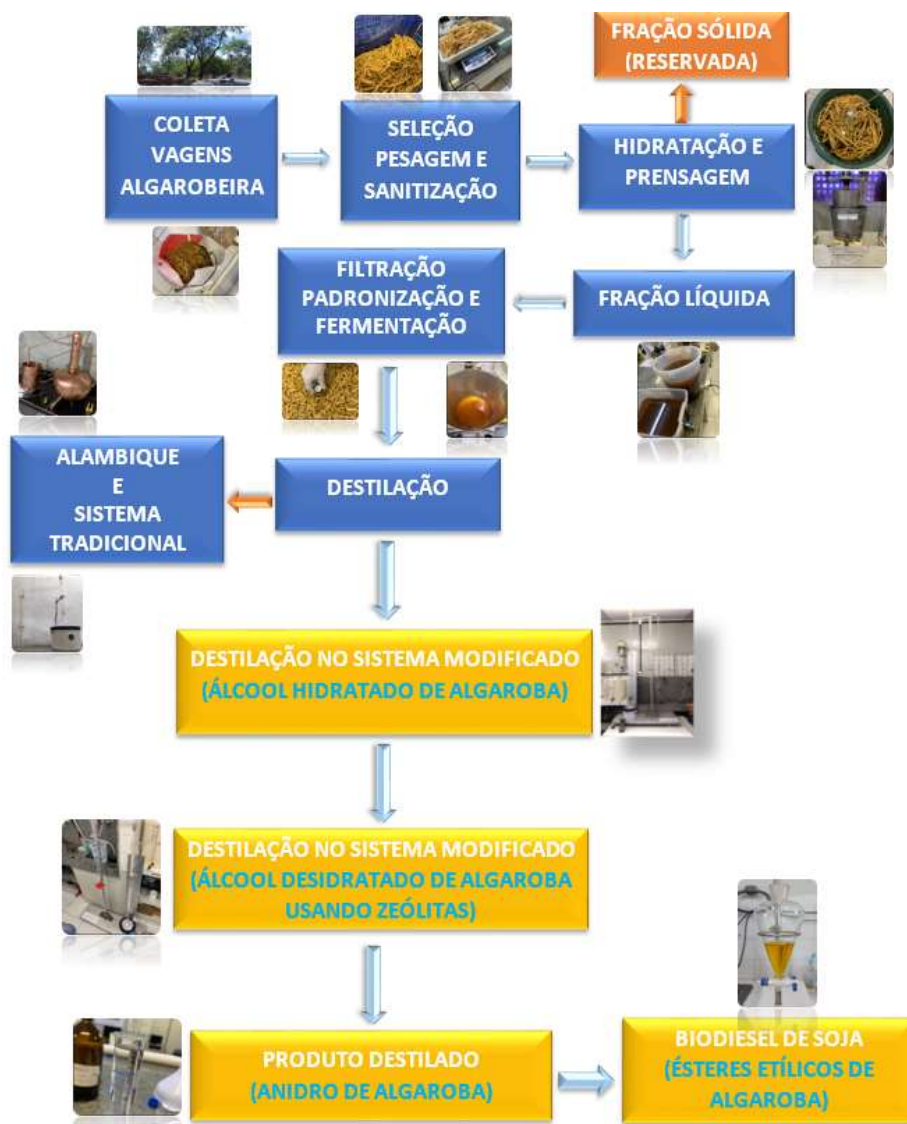 FRAÇÃO SÓLIDA
(RESERVADA)
COLETA
VAGENS
ALGAROBEIRA
SELEÇÃO
PESAGEM E
SANITIZAÇÃO
HIDRATAÇÃO E
PRENSAGEM
FILTRAÇÃO
PADRONIZAÇÃO E
FERMENTAÇÃO
FRAÇÃO LÍQUIDA
ALAMBIQUE
E
SISTEMA
TRADICIONAL
DESTILAÇÃO
DESTILAÇÃO NO SISTEMA MODIFICADO
(ÁLCOOL HIDRATADO DE ALGAROBA)
DESTILAÇÃO NO SISTEMA MODIFICADO
(ÁLCOOL DESIDRATADO DE ALGAROBA
USANDO ZEÓLITAS)
PRODUTO DESTILADO
(ANIDRO DE ALGAROBA)
BIODIESEL DE SOJA
(ÉSTERES ETÍLICOS DE
ALGAROBA)